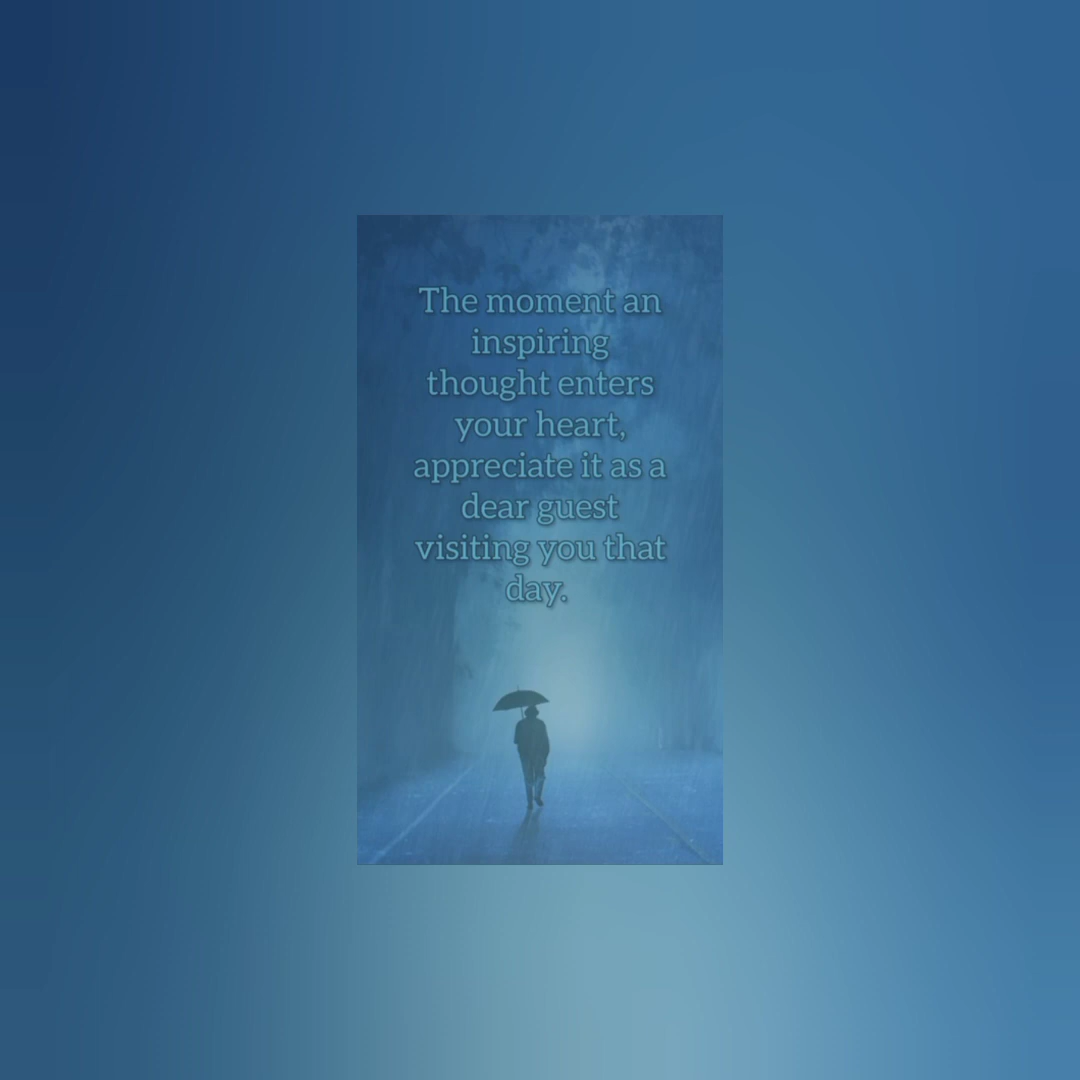 The moment an
inspiring
thought enters
your heart,
appreciate it as a
dear guest
visiting you that
day.